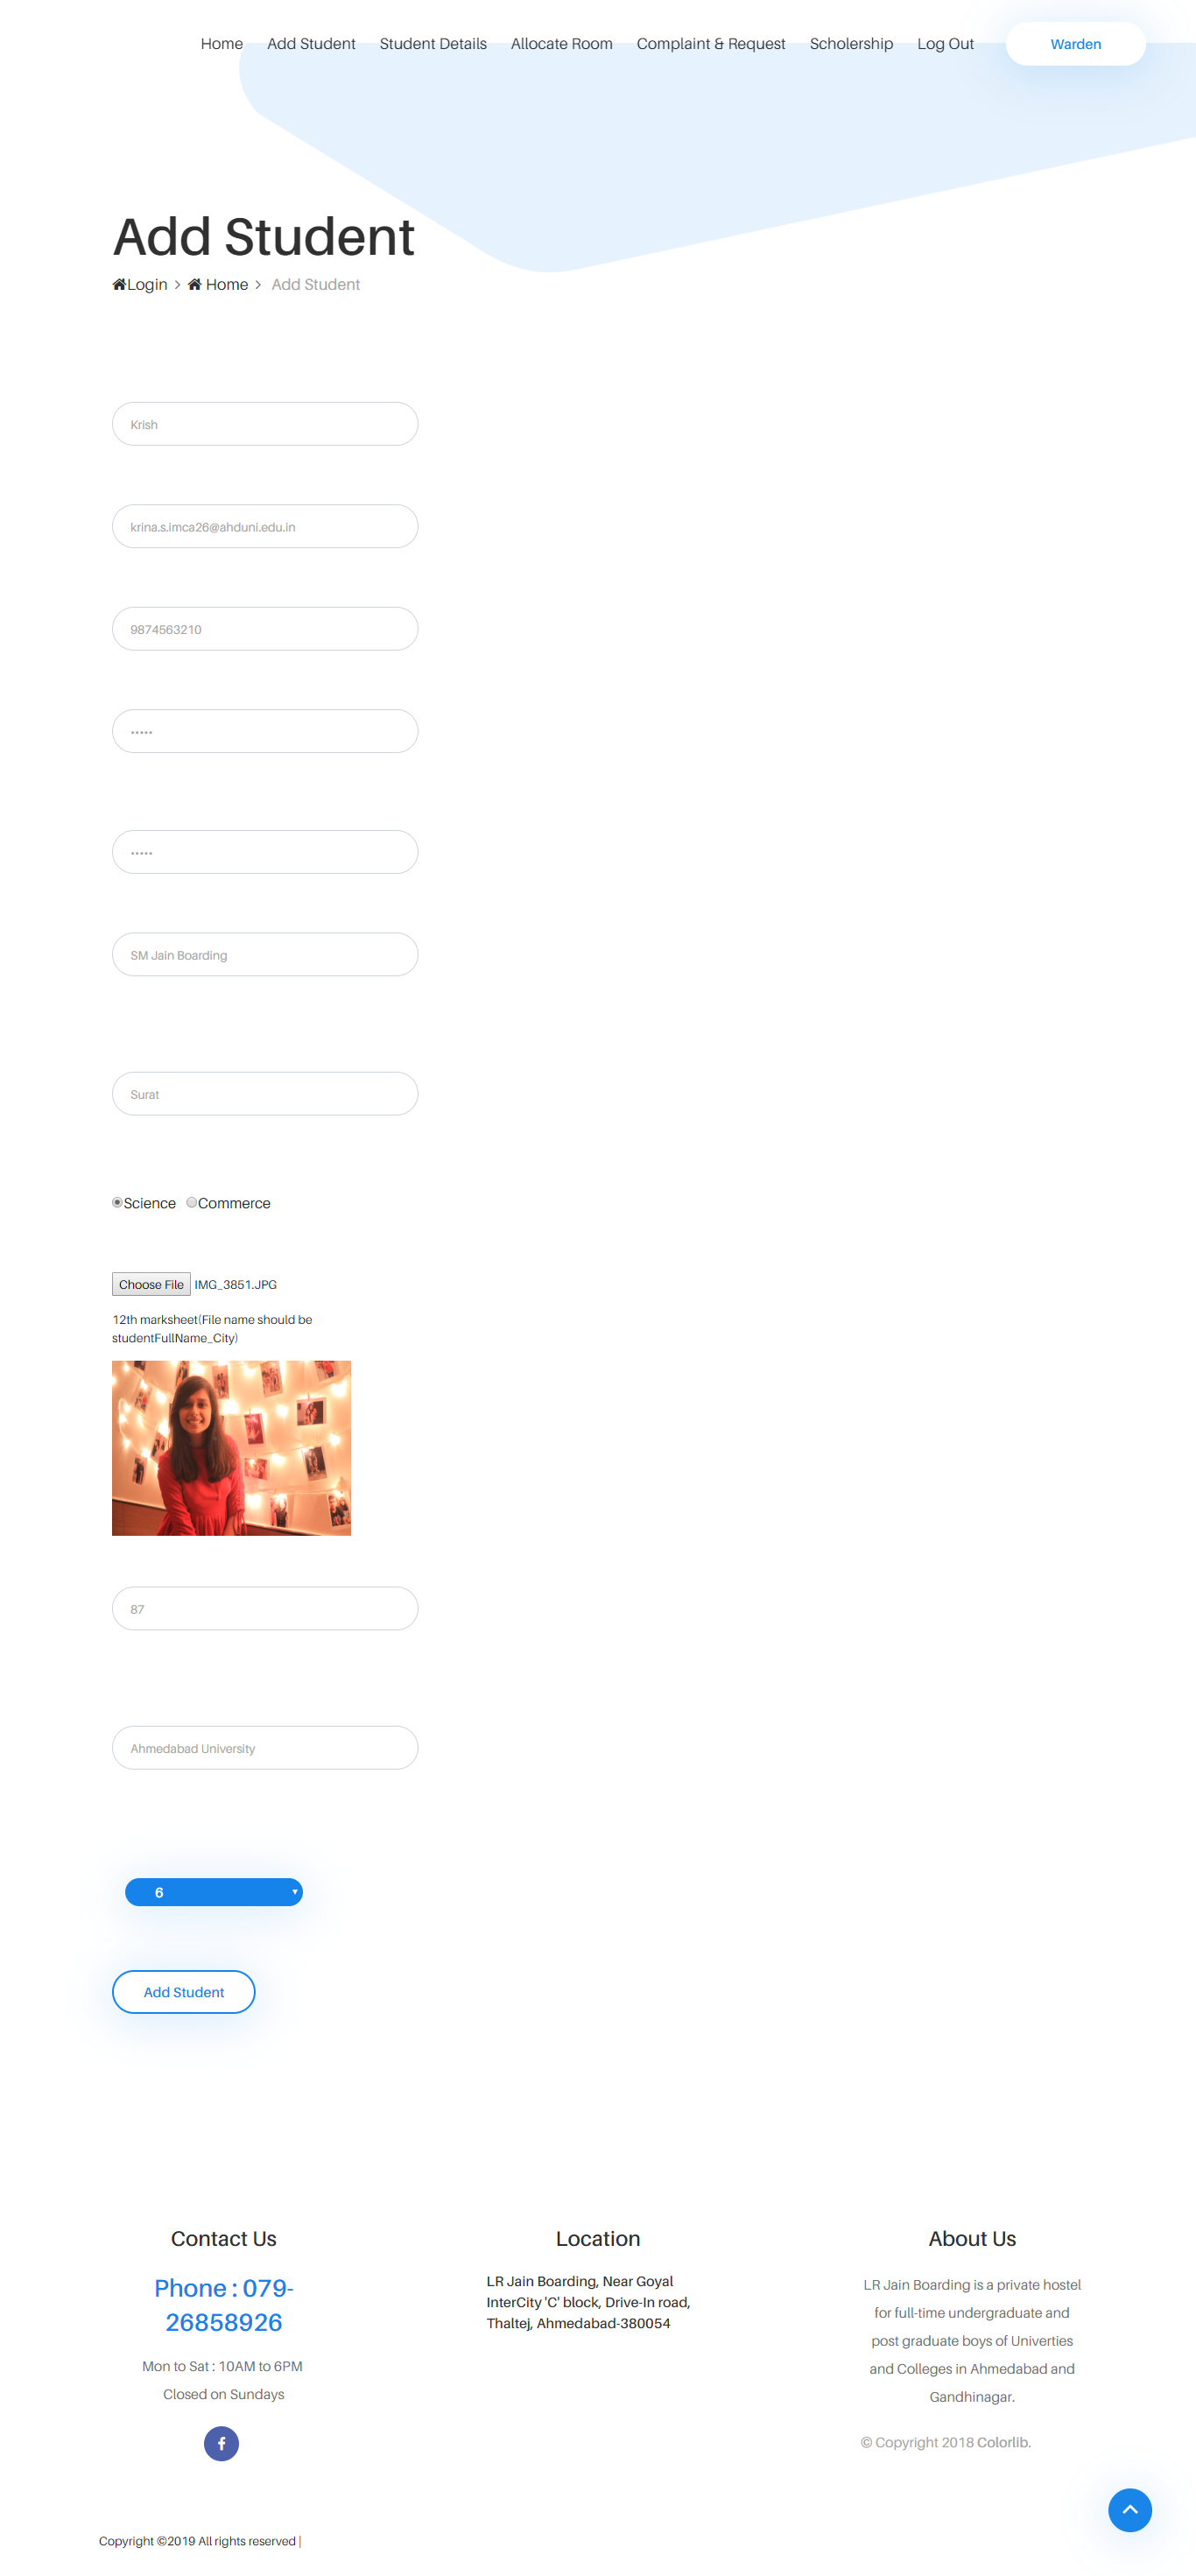 Home Add Student Student Details Allocate Room Complaint & Request Scholership Log Out Warden
Add Student
Login > Home > Add Student
Krish
krina.s.imca26@ahduni.edu.in
9874563210
•••••
•••••
SM Jain Boarding
Surat
Science Commerce
Choose File IMG_3851.JPG
12th marksheet(File name should be
studentFullName_City)
87
Ahmedabad University
6
Add Student
Contact Us
Phone : 079-
26858926
Mon to Sat : 10AM to 6PM
Closed on Sundays
Location
LR Jain Boarding, Near Goyal
InterCity 'C' block, Drive-In road,
Thaltej, Ahmedabad-380054
About Us
LR Jain Boarding is a private hostel
for full-time undergraduate and
post graduate boys of Univerties
and Colleges in Ahmedabad and
Gandhinagar.
© Copyright 2018 Colorlib.
Copyright ©2019 All rights reserved |